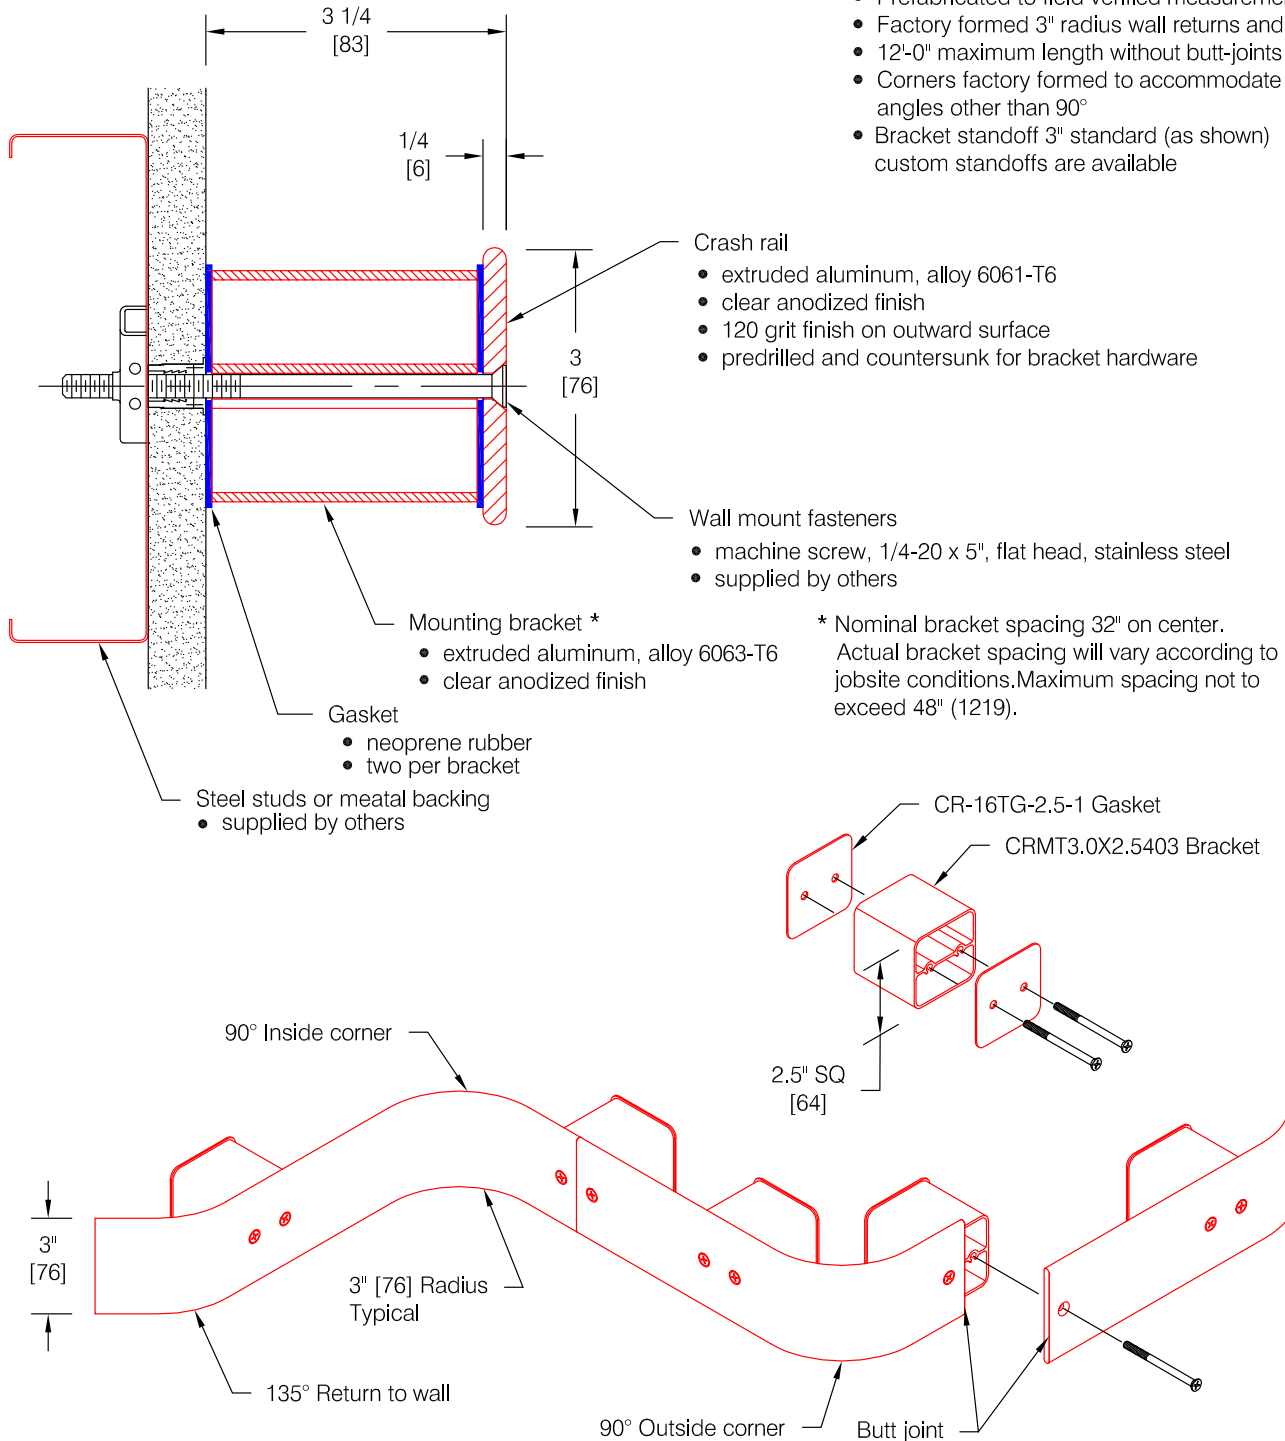 • Prefabricated to field verified measureme
• Factory formed 3" radius wall returns and
• 12'-0" maximum length without butt-joints
• Corners factory formed to accommodate
angles other than 90°
• Bracket standoff 3" standard (as shown)
custom standoffs are available
3 1/4
[83]
1/4
[6]
Crash rail
• extruded aluminum, alloy 6061-T6
• clear anodized finish
• 120 grit finish on outward surface
• predrilled and countersunk for bracket hardware
3
[76]
Wall mount fasteners
• machine screw, 1/4-20 x 5", flat head, stainless steel
• supplied by others
Mounting bracket *
• extruded aluminum, alloy 6063-T6
• clear anodized finish
* Nominal bracket spacing 32" on center.
Actual bracket spacing will vary according to
jobsite conditions.Maximum spacing not to
exceed 48" (1219).
Gasket
• neoprene rubber
• two per bracket
Steel studs or meatal backing
• supplied by others
CR-16TG-2.5-1 Gasket
CRMT3.0X2.5403 Bracket
2.5" SQ
[64]
90° Inside corner
3"
[76]
3" [76] Radius
Typical
135° Return to wall
90° Outside corner
Butt joint